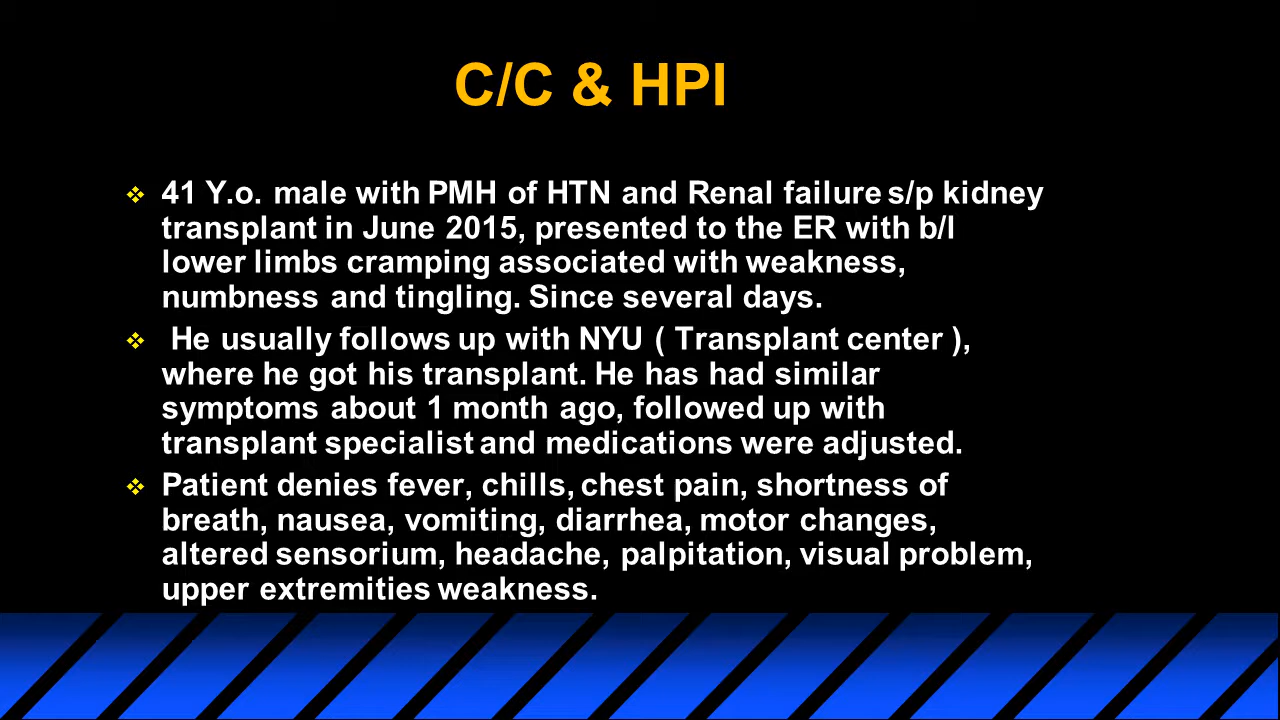 C/C & HPI
41 Y.o. male with PMH of HTN and Renal failure s/p kidney
transplant in June 2015, presented to the ER with b/l
lower limbs cramping associated with weakness,
numbness and tingling. Since several days.
He usually follows up with NYU ( Transplant center ),
where he got his transplant. He has had similar
symptoms about 1 month ago, followed up with
transplant specialist and medications were adjusted.
Patient denies fever, chills, chest pain, shortness of
breath, nausea, vomiting, diarrhea, motor changes,
altered sensorium, headache, palpitation, visual problem,
upper extremities weakness.